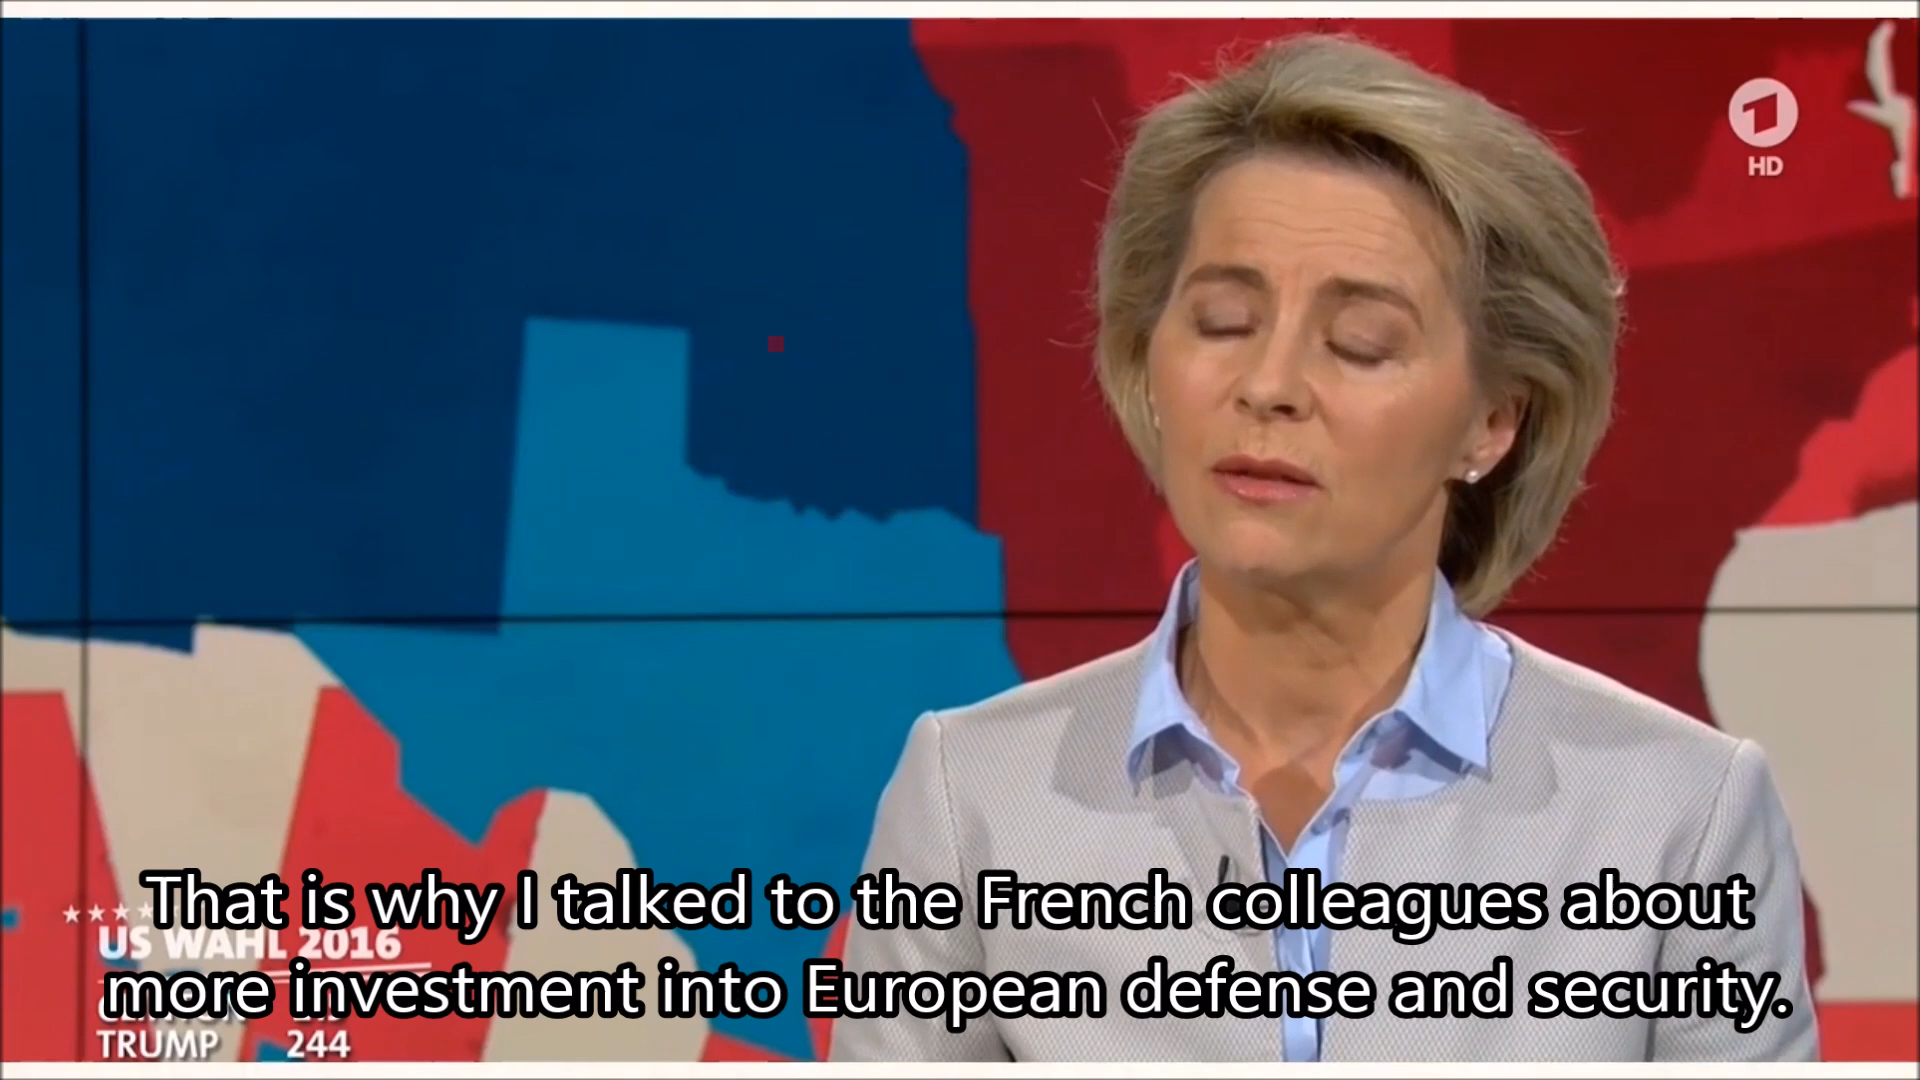 HD
That is why I talked to the French colleagues about
more investment into European defense and security.
US WAHL 2016
TRUMP 244